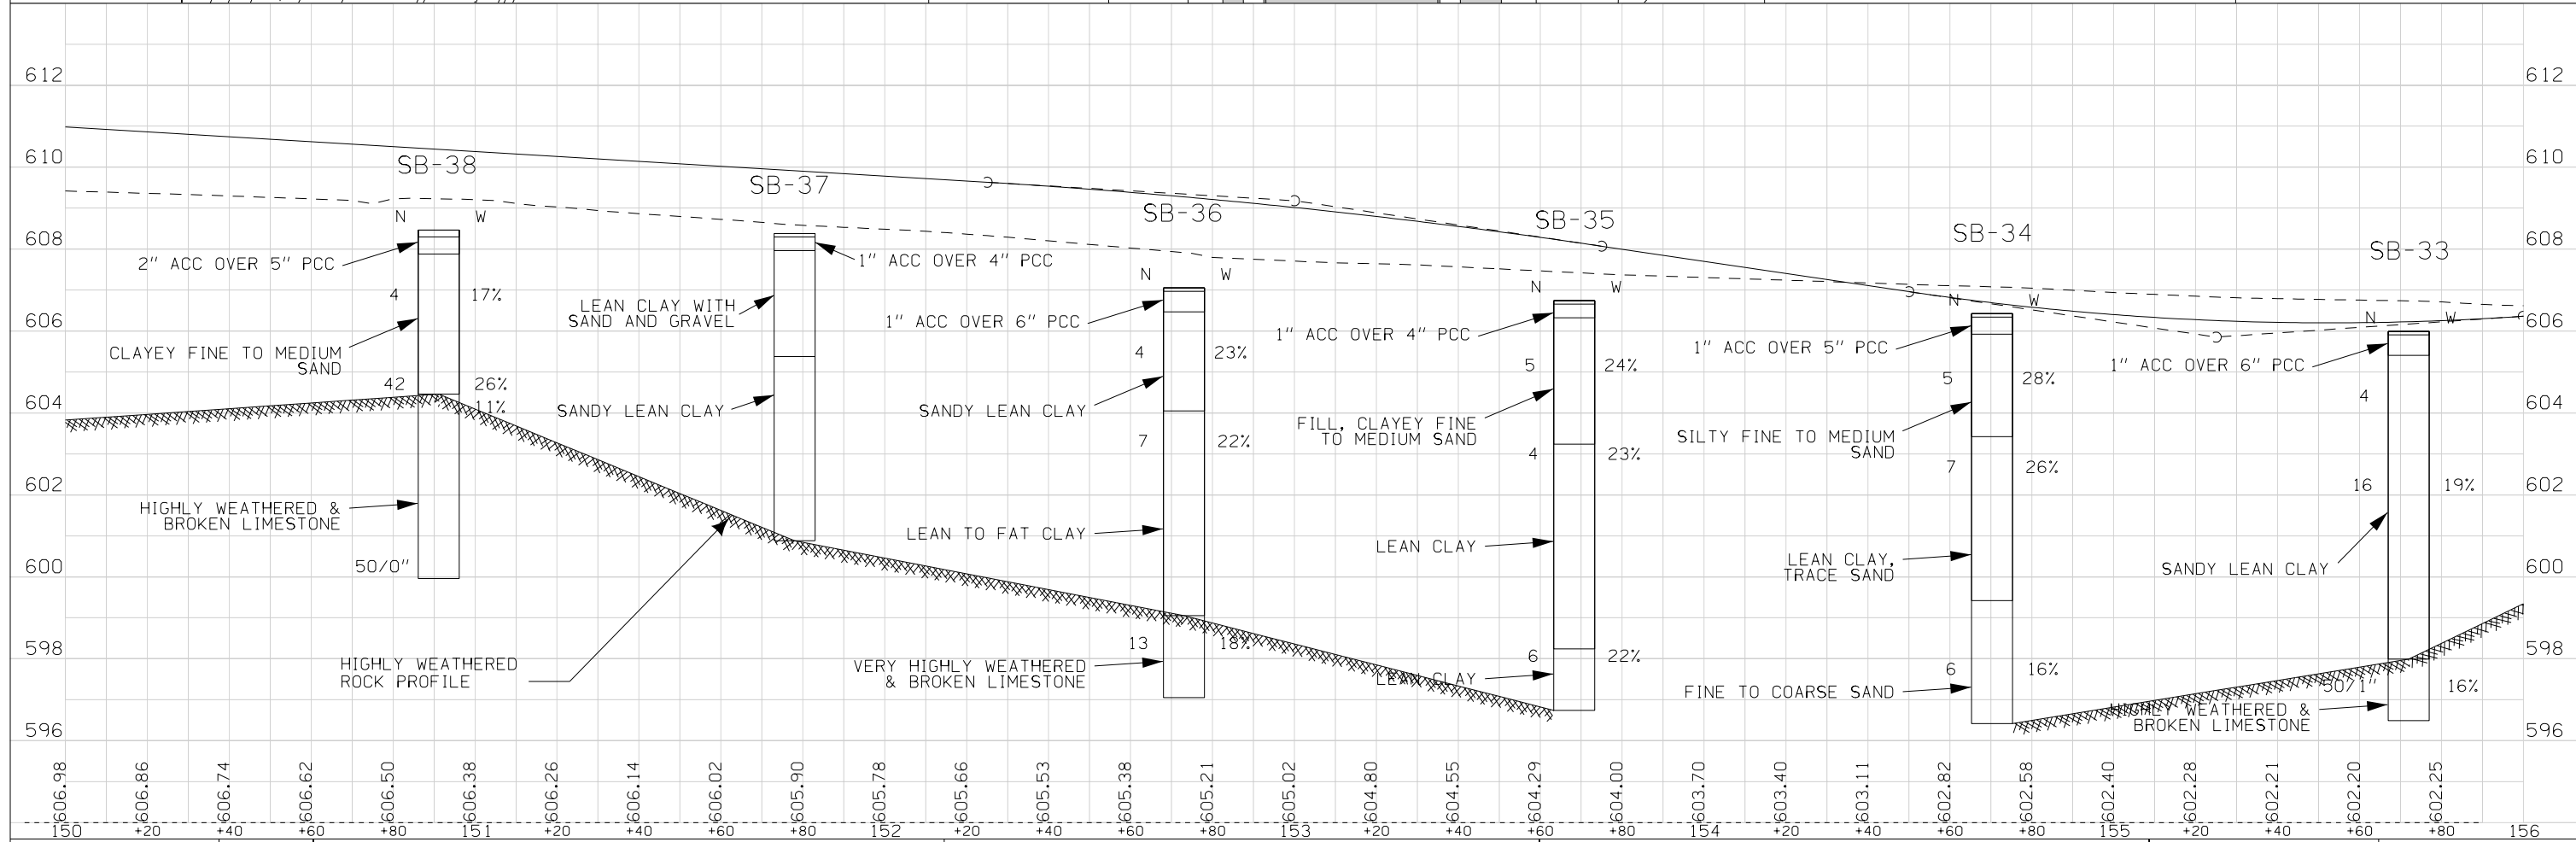 612 612
610 610
608 608
606 606
604 604
602 602
600 600
598 598
596 596
SB-38
N W
2" ACC OVER 5" PCC
4 17%
CLAYEY FINE TO MEDIUM
SAND
42 26%
11%
HIGHLY WEATHERED &
BROKEN LIMESTONE
50/0"
HIGHLY WEATHERED
ROCK PROFILE
SB-37
1" ACC OVER 4" PCC
LEAN CLAY WITH
SAND AND GRAVEL
SANDY LEAN CLAY
SB-36
N W
1" ACC OVER 6" PCC
4 23%
SANDY LEAN CLAY
7 22%
LEAN TO FAT CLAY
13 18%
VERY HIGHLY WEATHERED
& BROKEN LIMESTONE
SB-35
N W
1" ACC OVER 4" PCC
5 24%
FILL, CLAYEY FINE
TO MEDIUM SAND
4 23%
LEAN CLAY
6 22%
LEAN CLAY
SB-34
N W
1" ACC OVER 5" PCC
5 28%
SILTY FINE TO MEDIUM
SAND
7 26%
LEAN CLAY,
TRACE SAND
6 16%
FINE TO COARSE SAND
SB-33
N W
1" ACC OVER 6" PCC
4
16 19%
SANDY LEAN CLAY
50/1" 16%
HIGHLY WEATHERED &
BROKEN LIMESTONE
606.98 606.86 606.74 606.62 606.50 606.38 606.26 606.14 606.02 605.90 605.78 605.66 605.53 605.38 605.21 605.02 604.80 604.55 604.29 604.00 603.70 603.40 603.11 602.82 602.58 602.40 602.28 602.21 602.20 602.25
150 +20 +40 +60 +80 151 +20 +40 +60 +80 152 +20 +40 +60 +80 153 +20 +40 +60 +80 154 +20 +40 +60 +80 155 +20 +40 +60 +80 156